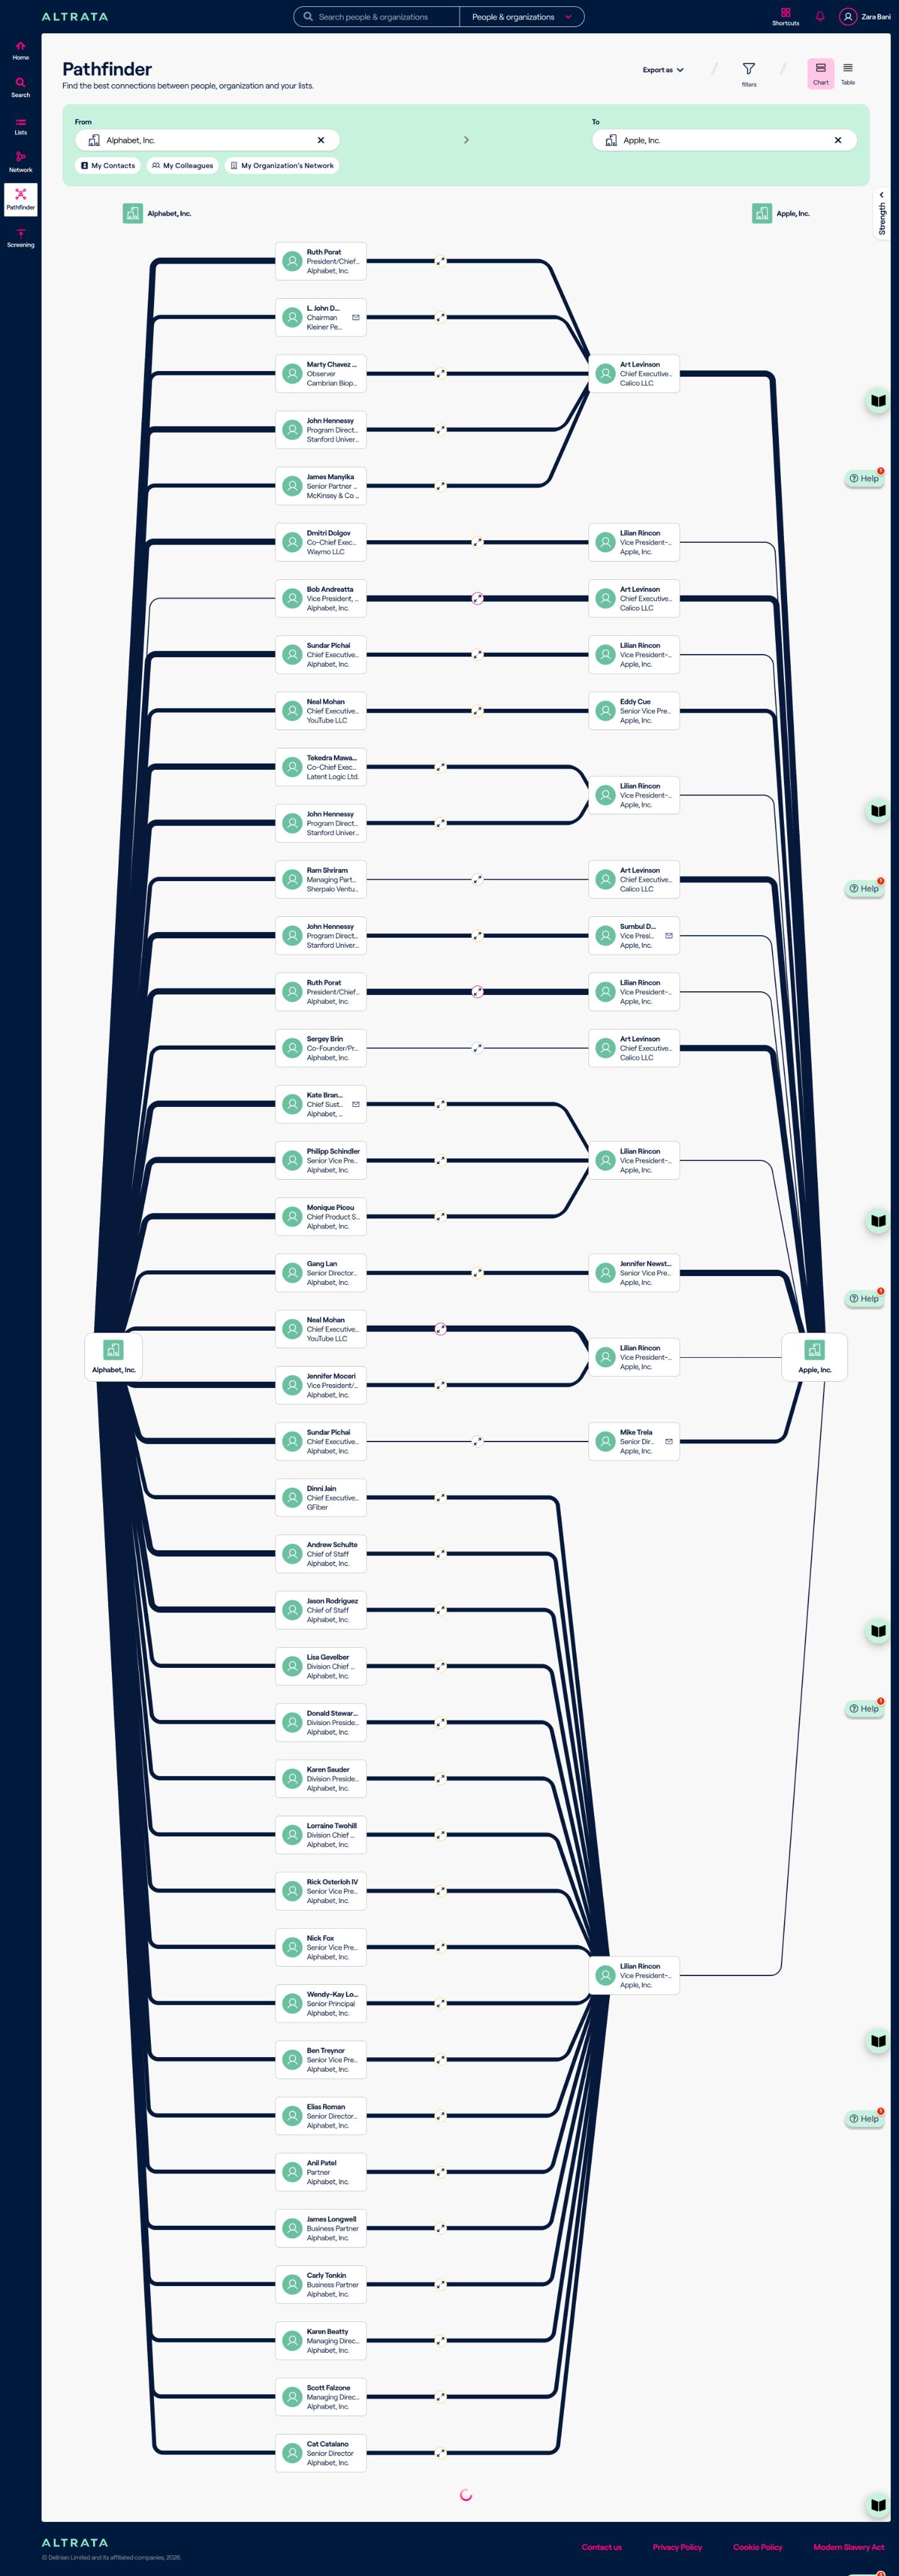 ALTRATA
Search people & organizations
People & organizations
Shortcuts
Zara Bani
Home
Search
Lists
Network
Pathfinder
Screening
Pathfinder
Find the best connections between people, organization and your lists.
Export as
filters
Chart
Table
From
Alphabet, Inc.
To
Apple, Inc.
My Contacts
My Colleagues
My Organization's Network
Alphabet, Inc.
Apple, Inc.
Strength
Ruth Porat
President/Chief...
Alphabet, Inc.
L. John D...
Chairman
Kleiner Pe...
Marty Chavez ...
Observer
Cambrian Biop...
Art Levinson
Chief Executive...
Calico LLC
John Hennessy
Program Direct...
Stanford Univer...
James Manyika
Senior Partner ...
McKinsey & Co ...
1
Help
Dmitri Dolgov
Co-Chief Exec...
Waymo LLC
Lilian Rincon
Vice President-...
Apple, Inc.
Bob Andreatta
Vice President, ...
Alphabet, Inc.
Art Levinson
Chief Executive...
Calico LLC
Sundar Pichai
Chief Executive...
Alphabet, Inc.
Lilian Rincon
Vice President-...
Apple, Inc.
Neal Mohan
Chief Executive...
YouTube LLC
Eddy Cue
Senior Vice Pre...
Apple, Inc.
Tekedra Mawa...
Co-Chief Exec...
Latent Logic Ltd.
Lilian Rincon
Vice President-...
Apple, Inc.
John Hennessy
Program Direct...
Stanford Univer...
Ram Shriram
Managing Part...
Sherpalo Ventu...
Art Levinson
Chief Executive...
Calico LLC
1
Help
John Hennessy
Program Direct...
Stanford Univer...
Sumbul D...
Vice Presi...
Apple, Inc.
Ruth Porat
President/Chief...
Alphabet, Inc.
Lilian Rincon
Vice President-...
Apple, Inc.
Sergey Brin
Co-Founder/Pr...
Alphabet, Inc.
Art Levinson
Chief Executive...
Calico LLC
Kate Bran...
Chief Sust...
Alphabet, ...
Philipp Schindler
Senior Vice Pre...
Alphabet, Inc.
Lilian Rincon
Vice President-...
Apple, Inc.
Monique Picou
Chief Product S...
Alphabet, Inc.
Gang Lan
Senior Director...
Alphabet, Inc.
Jennifer Newst...
Senior Vice Pre...
Apple, Inc.
1
Help
Neal Mohan
Chief Executive...
YouTube LLC
Alphabet, Inc.
Lilian Rincon
Vice President-...
Apple, Inc.
Apple, Inc.
Jennifer Moceri
Vice President/...
Alphabet, Inc.
Sundar Pichai
Chief Executive...
Alphabet, Inc.
Mike Trela
Senior Dir...
Apple, Inc.
Dinni Jain
Chief Executive...
GFiber
Andrew Schulte
Chief of Staff
Alphabet, Inc.
Jason Rodriguez
Chief of Staff
Alphabet, Inc.
Lisa Gevelber
Division Chief ...
Alphabet, Inc.
Donald Stewar...
Division Preside...
Alphabet, Inc.
1
Help
Karen Sauder
Division Preside...
Alphabet, Inc.
Lorraine Twohill
Division Chief ...
Alphabet, Inc.
Rick Osterloh IV
Senior Vice Pre...
Alphabet, Inc.
Nick Fox
Senior Vice Pre...
Alphabet, Inc.
Lilian Rincon
Vice President-...
Apple, Inc.
Wendy-Kay Lo...
Senior Principal
Alphabet, Inc.
Ben Treynor
Senior Vice Pre...
Alphabet, Inc.
Elias Roman
Senior Director...
Alphabet, Inc.
1
Help
Anil Patel
Partner
Alphabet, Inc.
James Longwell
Business Partner
Alphabet, Inc.
Carly Tonkin
Business Partner
Alphabet, Inc.
Karen Beatty
Managing Direc...
Alphabet, Inc.
Scott Falzone
Managing Direc...
Alphabet, Inc.
Cat Catalano
Senior Director
Alphabet, Inc.
ALTRATA
© Delinian Limited and its affiliated companies, 2026.
Contact us
Privacy Policy
Cookie Policy
Modern Slavery Act